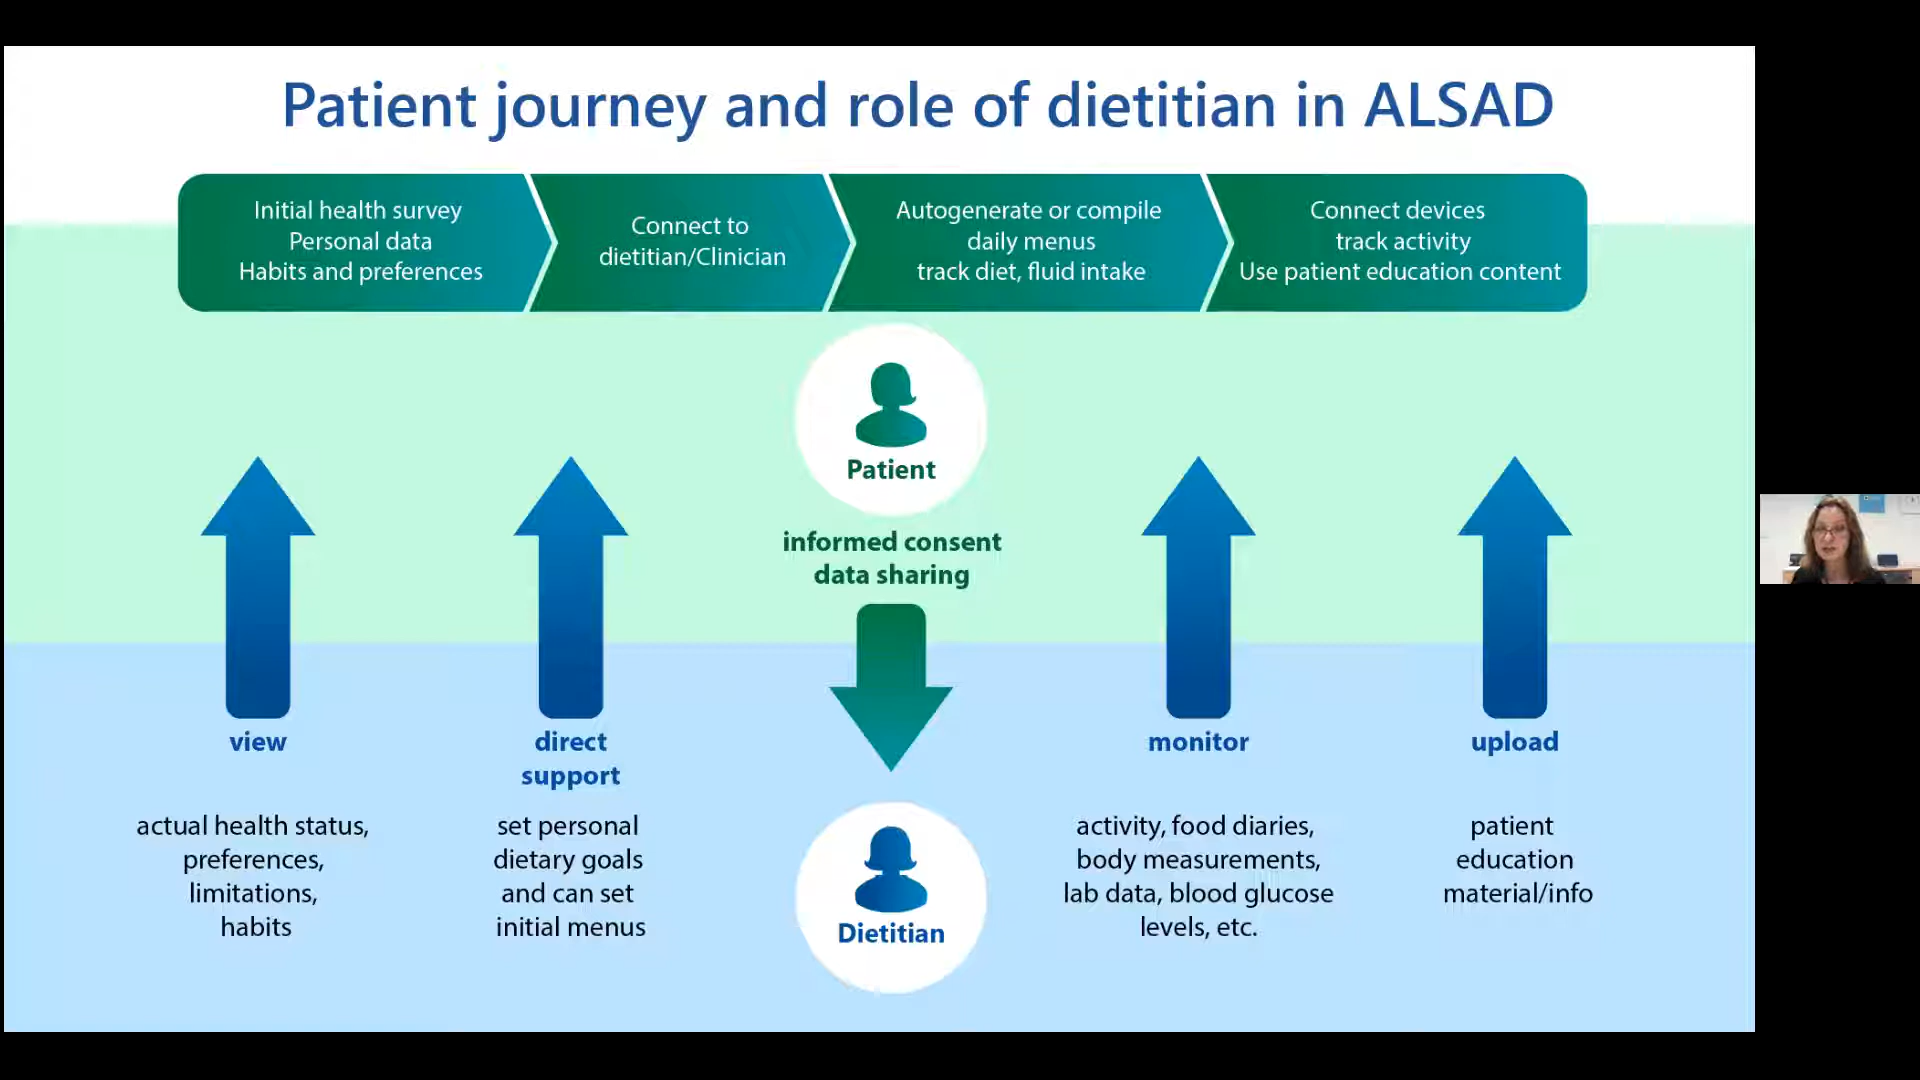 Patient journey and role of dietitian in ALSAD
Initial health survey
Personal data
Habits and preferences
Connect to
dietitian/Clinician
Autogenerate or compile
daily menus
track diet, fluid intake
Connect devices
track activity
Use patient education content
Patient
informed consent
data sharing
view
actual health status,
preferences,
limitations,
habits
direct
support
set personal
dietary goals
and can set
initial menus
Dietitian
monitor
activity, food diaries,
body measurements,
lab data, blood glucose
levels, etc.
upload
patient
education
material/info